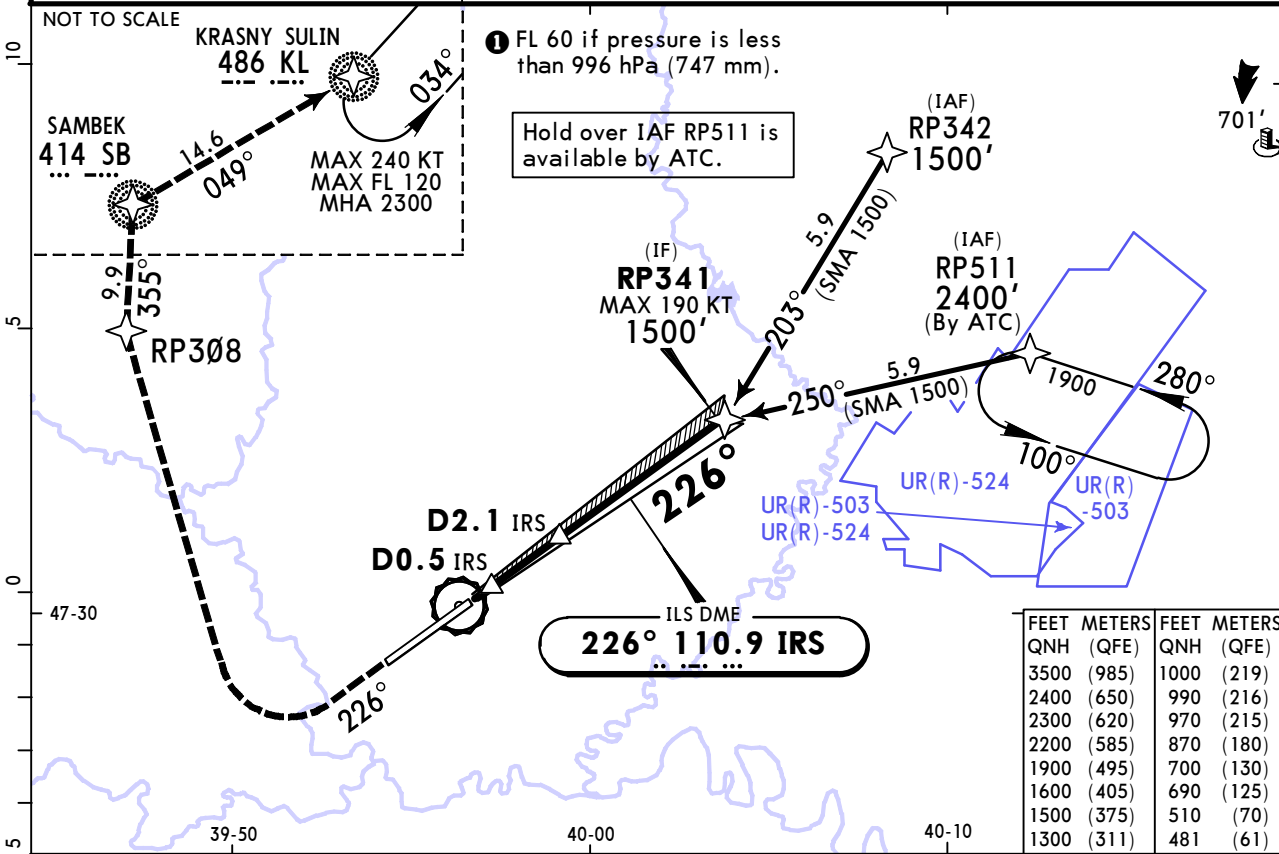 NOT TO SCALE
KRASNY SULIN
486 KL
034°
SAMBEK
414 SB
14.6
049°
MAX 240 KT
MAX FL 120
MHA 2300
9.9
355°
RP3Ø8
1 FL 60 if pressure is less
than 996 hPa (747 mm).
Hold over IAF RP511 is
available by ATC.
(IAF)
RP342
1500'
701'
5.9
(SMA 1500)
203°
(IF)
RP341
MAX 190 KT
1500'
(IAF)
RP511
2400'
(By ATC)
5.9
250°
(SMA 1500)
1900
280°
100°
UR(R)-524
UR(R)
-503
UR(R)-503
UR(R)-524
226°
D2.1 IRS
D0.5 IRS
ILS DME
226° 110.9 IRS
226°
10
5
0
5
47-30
39-50
40-00
40-10
FEET METERS FEET METERS
QNH (QFE) QNH (QFE)
3500 (985) 1000 (219)
2400 (650) 990 (216)
2300 (620) 970 (215)
2200 (585) 870 (180)
1900 (495) 700 (130)
1600 (405) 690 (125)
1500 (375) 510 (70)
1300 (311) 481 (61)